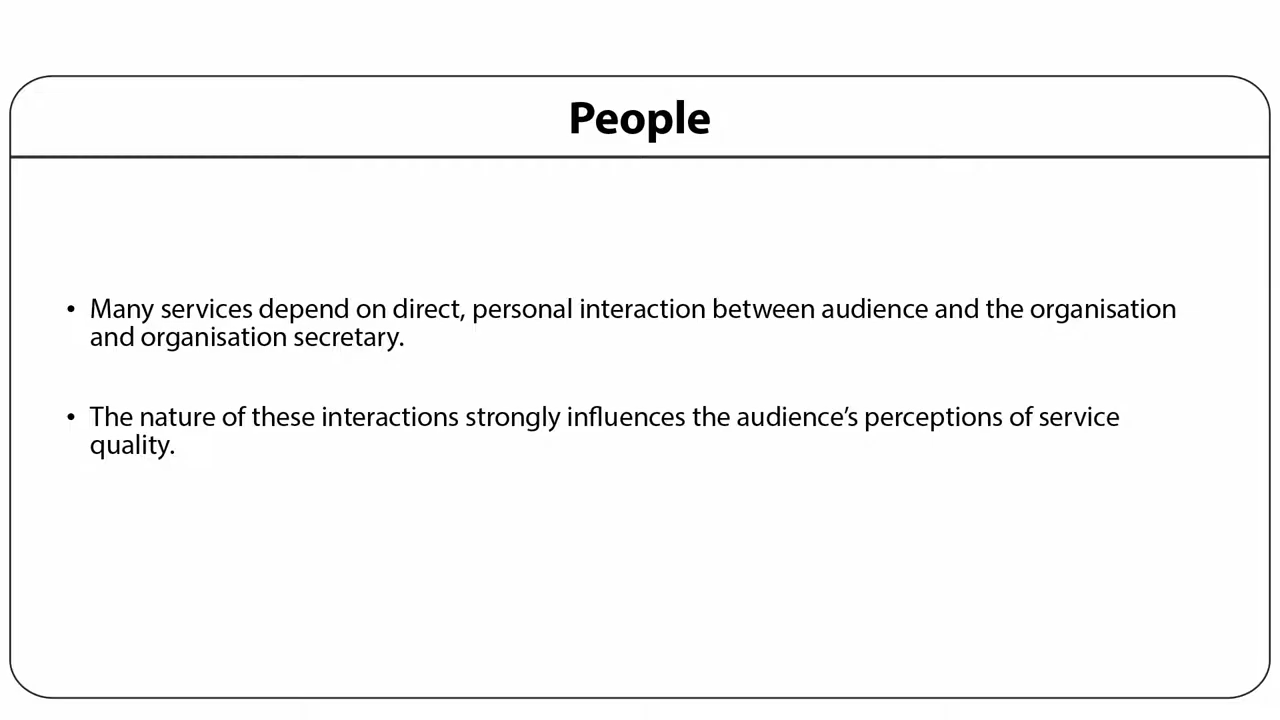 People
• Many services depend on direct, personal interaction between audience and the organisation
and organisation secretary.
• The nature of these interactions strongly influences the audience’s perceptions of service
quality.